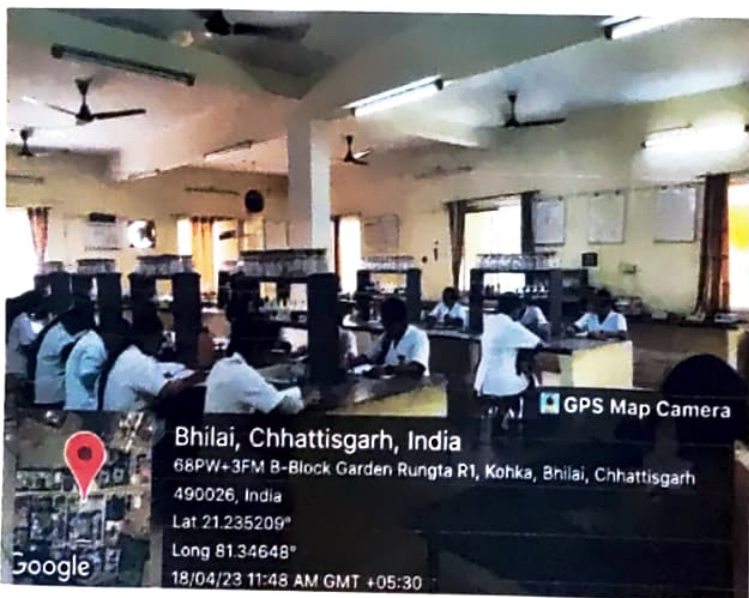 GPS Map Camera
Bhilai, Chhattisgarh, India
68PW+3FM B-Block Garden Rungta R1, Kohka, Bhilai, Chhattisgarh
490026, India
Lat 21.235209°
Long 81.34648°
18/04/23 11:48 AM GMT +05:30
Google